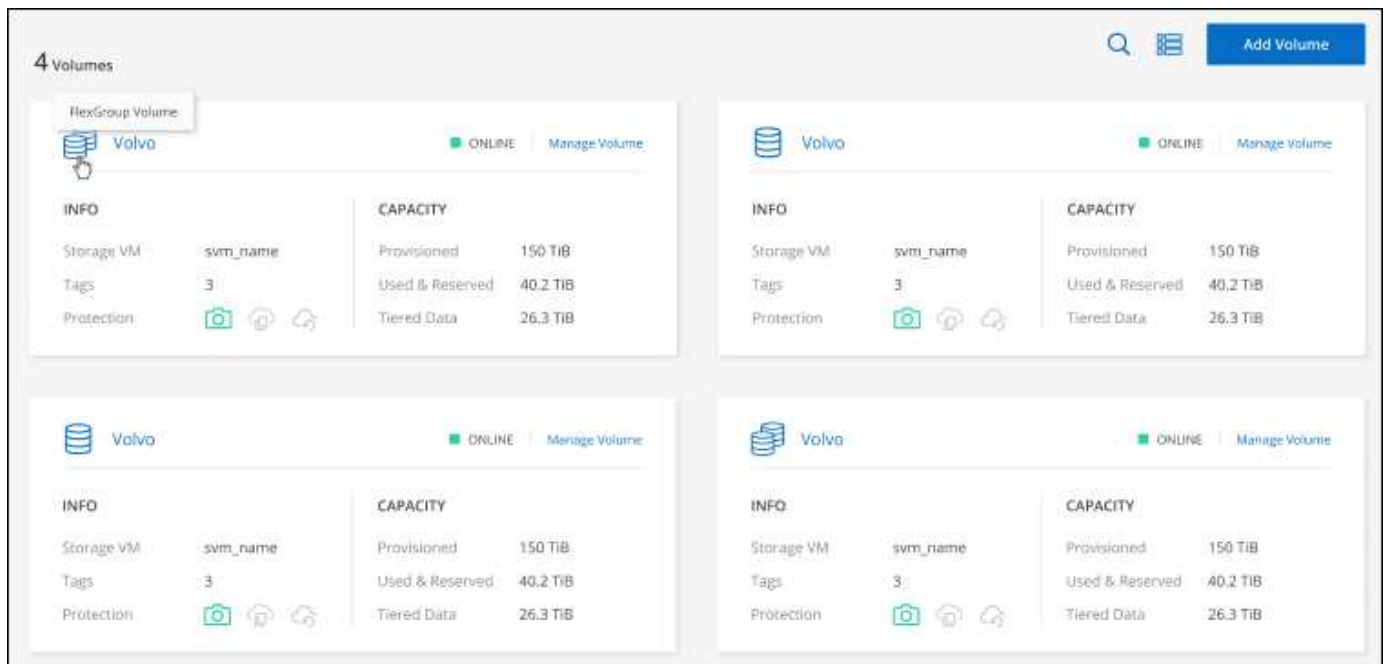 4 Volumes
Add Volume
FlexGroup Volume
Volvo
ONLINE
Manage Volume
INFO
CAPACITY
Storage VM svm_name
Provisioned 150 TiB
Tags 3
Used & Reserved 40.2 TiB
Protection
Tiered Data 26.3 TiB
Volvo
ONLINE
Manage Volume
INFO
CAPACITY
Storage VM svm_name
Provisioned 150 TiB
Tags 3
Used & Reserved 40.2 TiB
Protection
Tiered Data 26.3 TiB
Volvo
ONLINE
Manage Volume
INFO
CAPACITY
Storage VM svm_name
Provisioned 150 TiB
Tags 3
Used & Reserved 40.2 TiB
Protection
Tiered Data 26.3 TiB
Volvo
ONLINE
Manage Volume
INFO
CAPACITY
Storage VM svm_name
Provisioned 150 TiB
Tags 3
Used & Reserved 40.2 TiB
Protection
Tiered Data 26.3 TiB